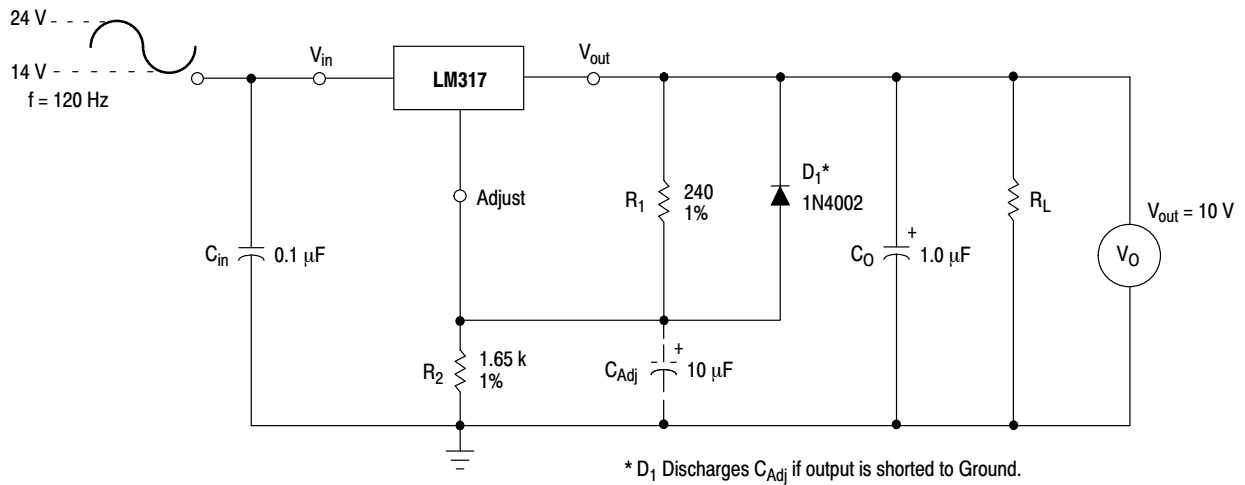 24 V
14 V
f = 120 Hz
Vin
LM317
Vout
Adjust
Cin
0.1 μF
R1
240
1%
D1*
1N4002
CO
+
1.0 μF
RL
Vout = 10 V
VO
R2
1.65 k
1%
CAdj
+
10 μF
* D1 Discharges CAdj if output is shorted to Ground.